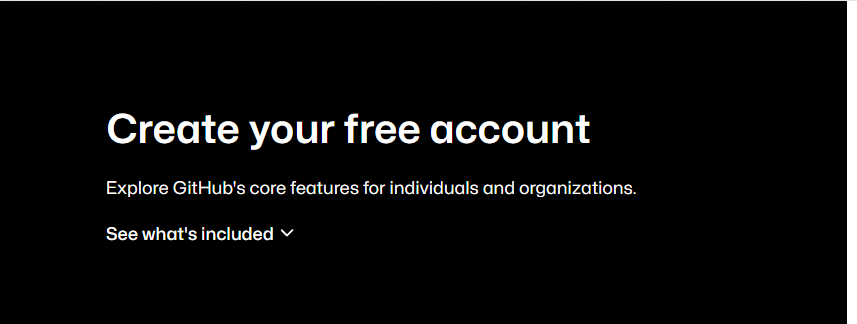 Create your free account
Explore GitHub's core features for individuals and organizations.
See what's included